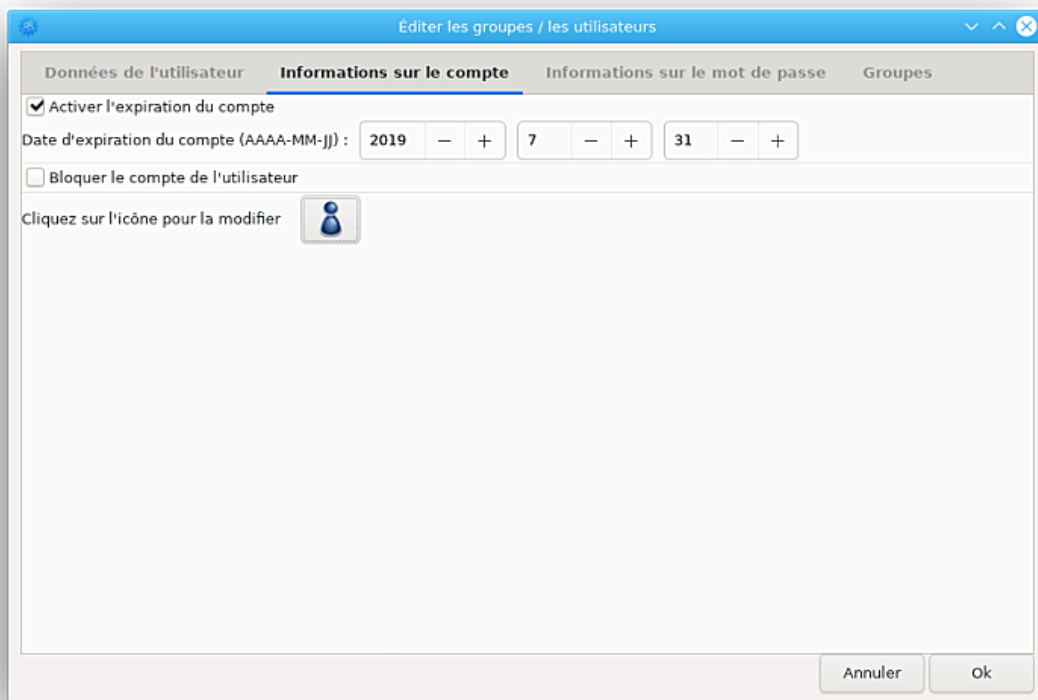 Éditer les groupes / les utilisateurs
Données de l'utilisateur Informations sur le compte Informations sur le mot de passe Groupes
Activer l'expiration du compte
Date d'expiration du compte (AAAA-MM-JJ) : 2019 − + 7 − + 31 − +
Bloquer le compte de l'utilisateur
Cliquez sur l'icône pour la modifier
Annuler Ok